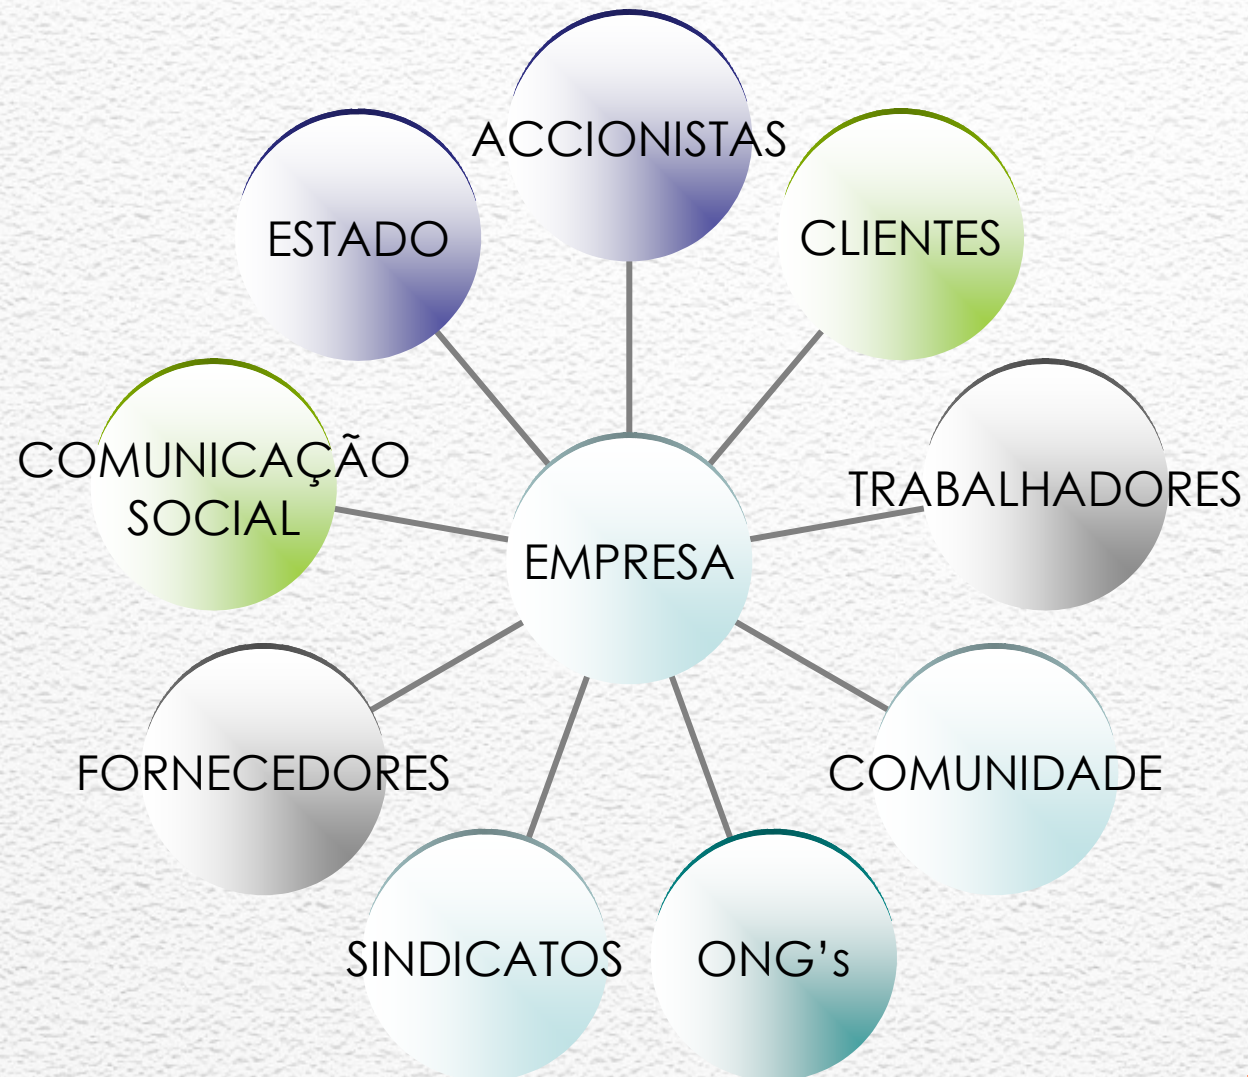 ACCIONISTAS
ESTADO
CLIENTES
COMUNICAÇÃO
SOCIAL
TRABALHADORES
EMPRESA
FORNECEDORES
COMUNIDADE
SINDICATOS
ONG’s